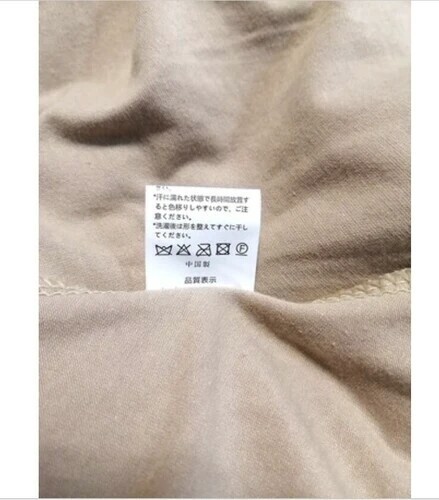 さい。
*汗に濡れた状態で長時間放置す
ると色移りしやすいので、ご注
意ください。
*洗濯後は形を整えてすぐに干し
てください。
中国製
品質表示